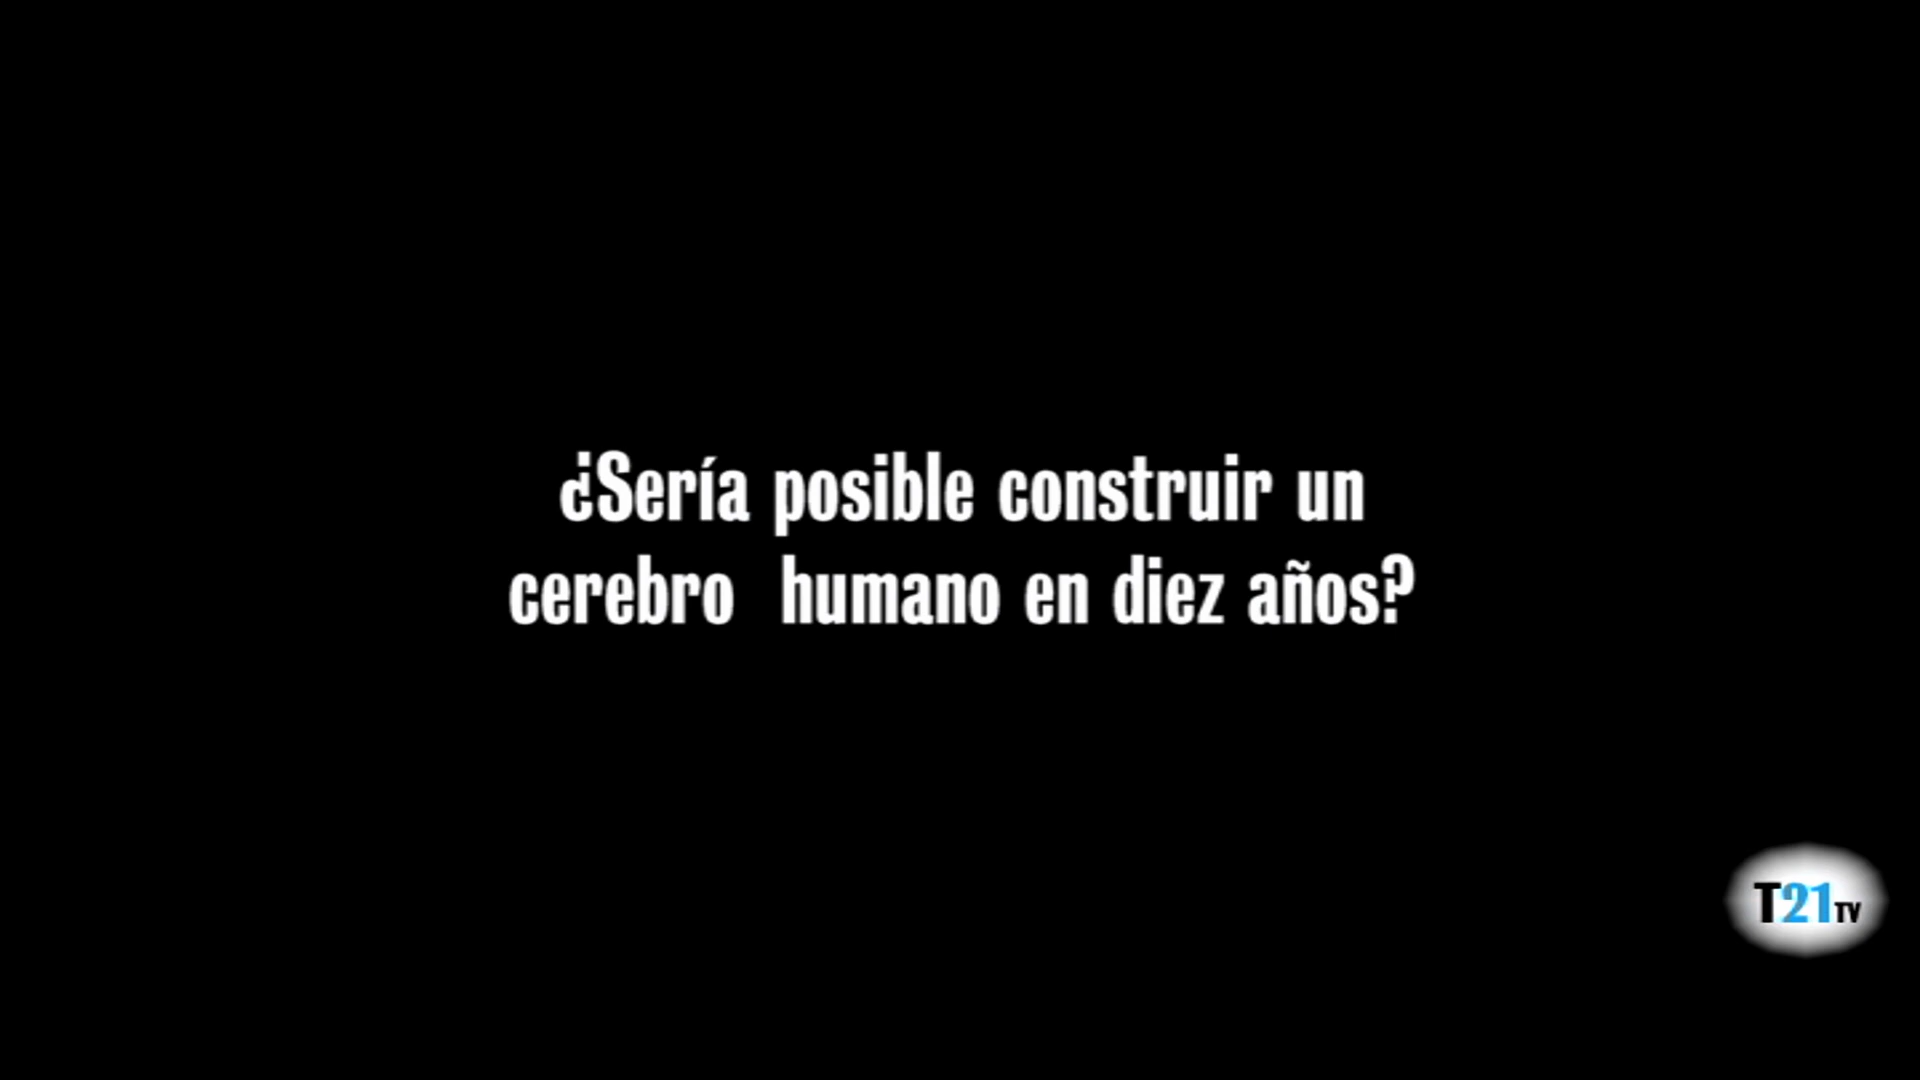 ¿Sería posible construir un
cerebro  humano en diez años?
T21TV